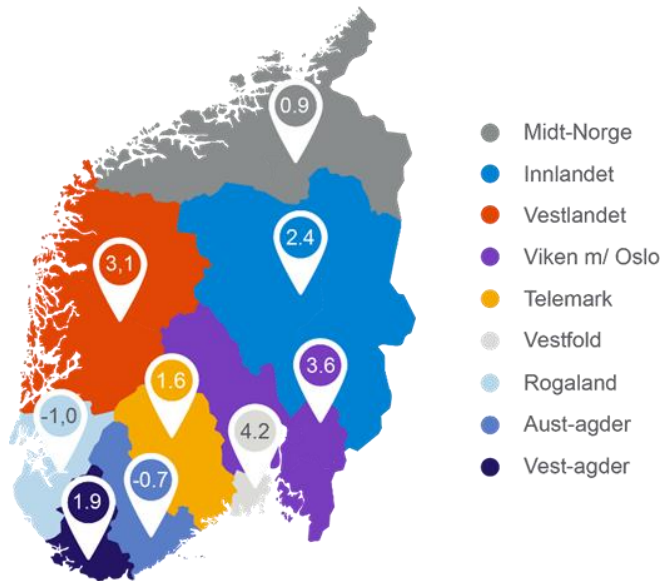 0.9
2.4
3,1
3.6
1.6
-1,0
4.2
-0.7
1.9
Midt-Norge
Innlandet
Vestlandet
Viken m/ Oslo
Telemark
Vestfold
Rogaland
Aust-agder
Vest-agder